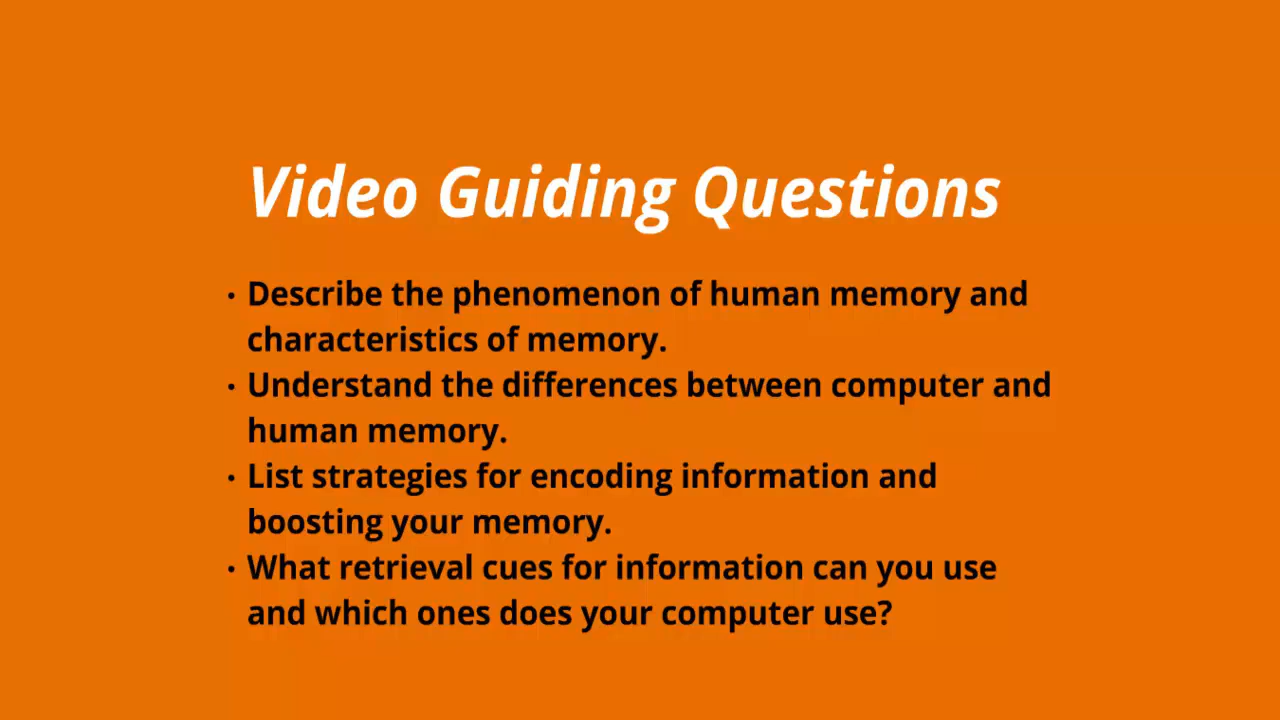 Video Guiding Questions
• Describe the phenomenon of human memory and
characteristics of memory.
• Understand the differences between computer and
human memory.
• List strategies for encoding information and
boosting your memory.
• What retrieval cues for information can you use
and which ones does your computer use?